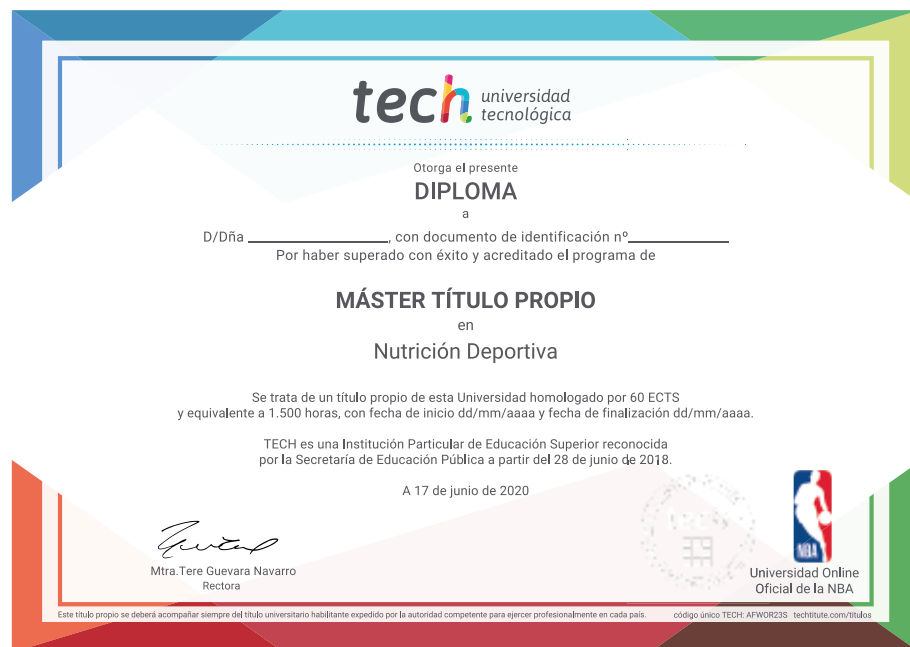 tech universidad
tecnológica
Otorga el presente
DIPLOMA
a
D/Dña ____________________, con documento de identificación nº______________
Por haber superado con éxito y acreditado el programa de
MÁSTER TÍTULO PROPIO
en
Nutrición Deportiva
Se trata de un título propio de esta Universidad homologado por 60 ECTS
y equivalente a 1.500 horas, con fecha de inicio dd/mm/aaaa y fecha de finalización dd/mm/aaaa.
TECH es una Institución Particular de Educación Superior reconocida
por la Secretaría de Educación Pública a partir del 28 de junio de 2018.
A 17 de junio de 2020
Mtra.Tere Guevara Navarro
Rectora
NBA
Universidad Online
Oficial de la NBA
Este título propio se deberá acompañar siempre del título universitario habilitante expedido por la autoridad competente para ejercer profesionalmente en cada país.
código único TECH: AFWOR23S techtitute.com/titulos